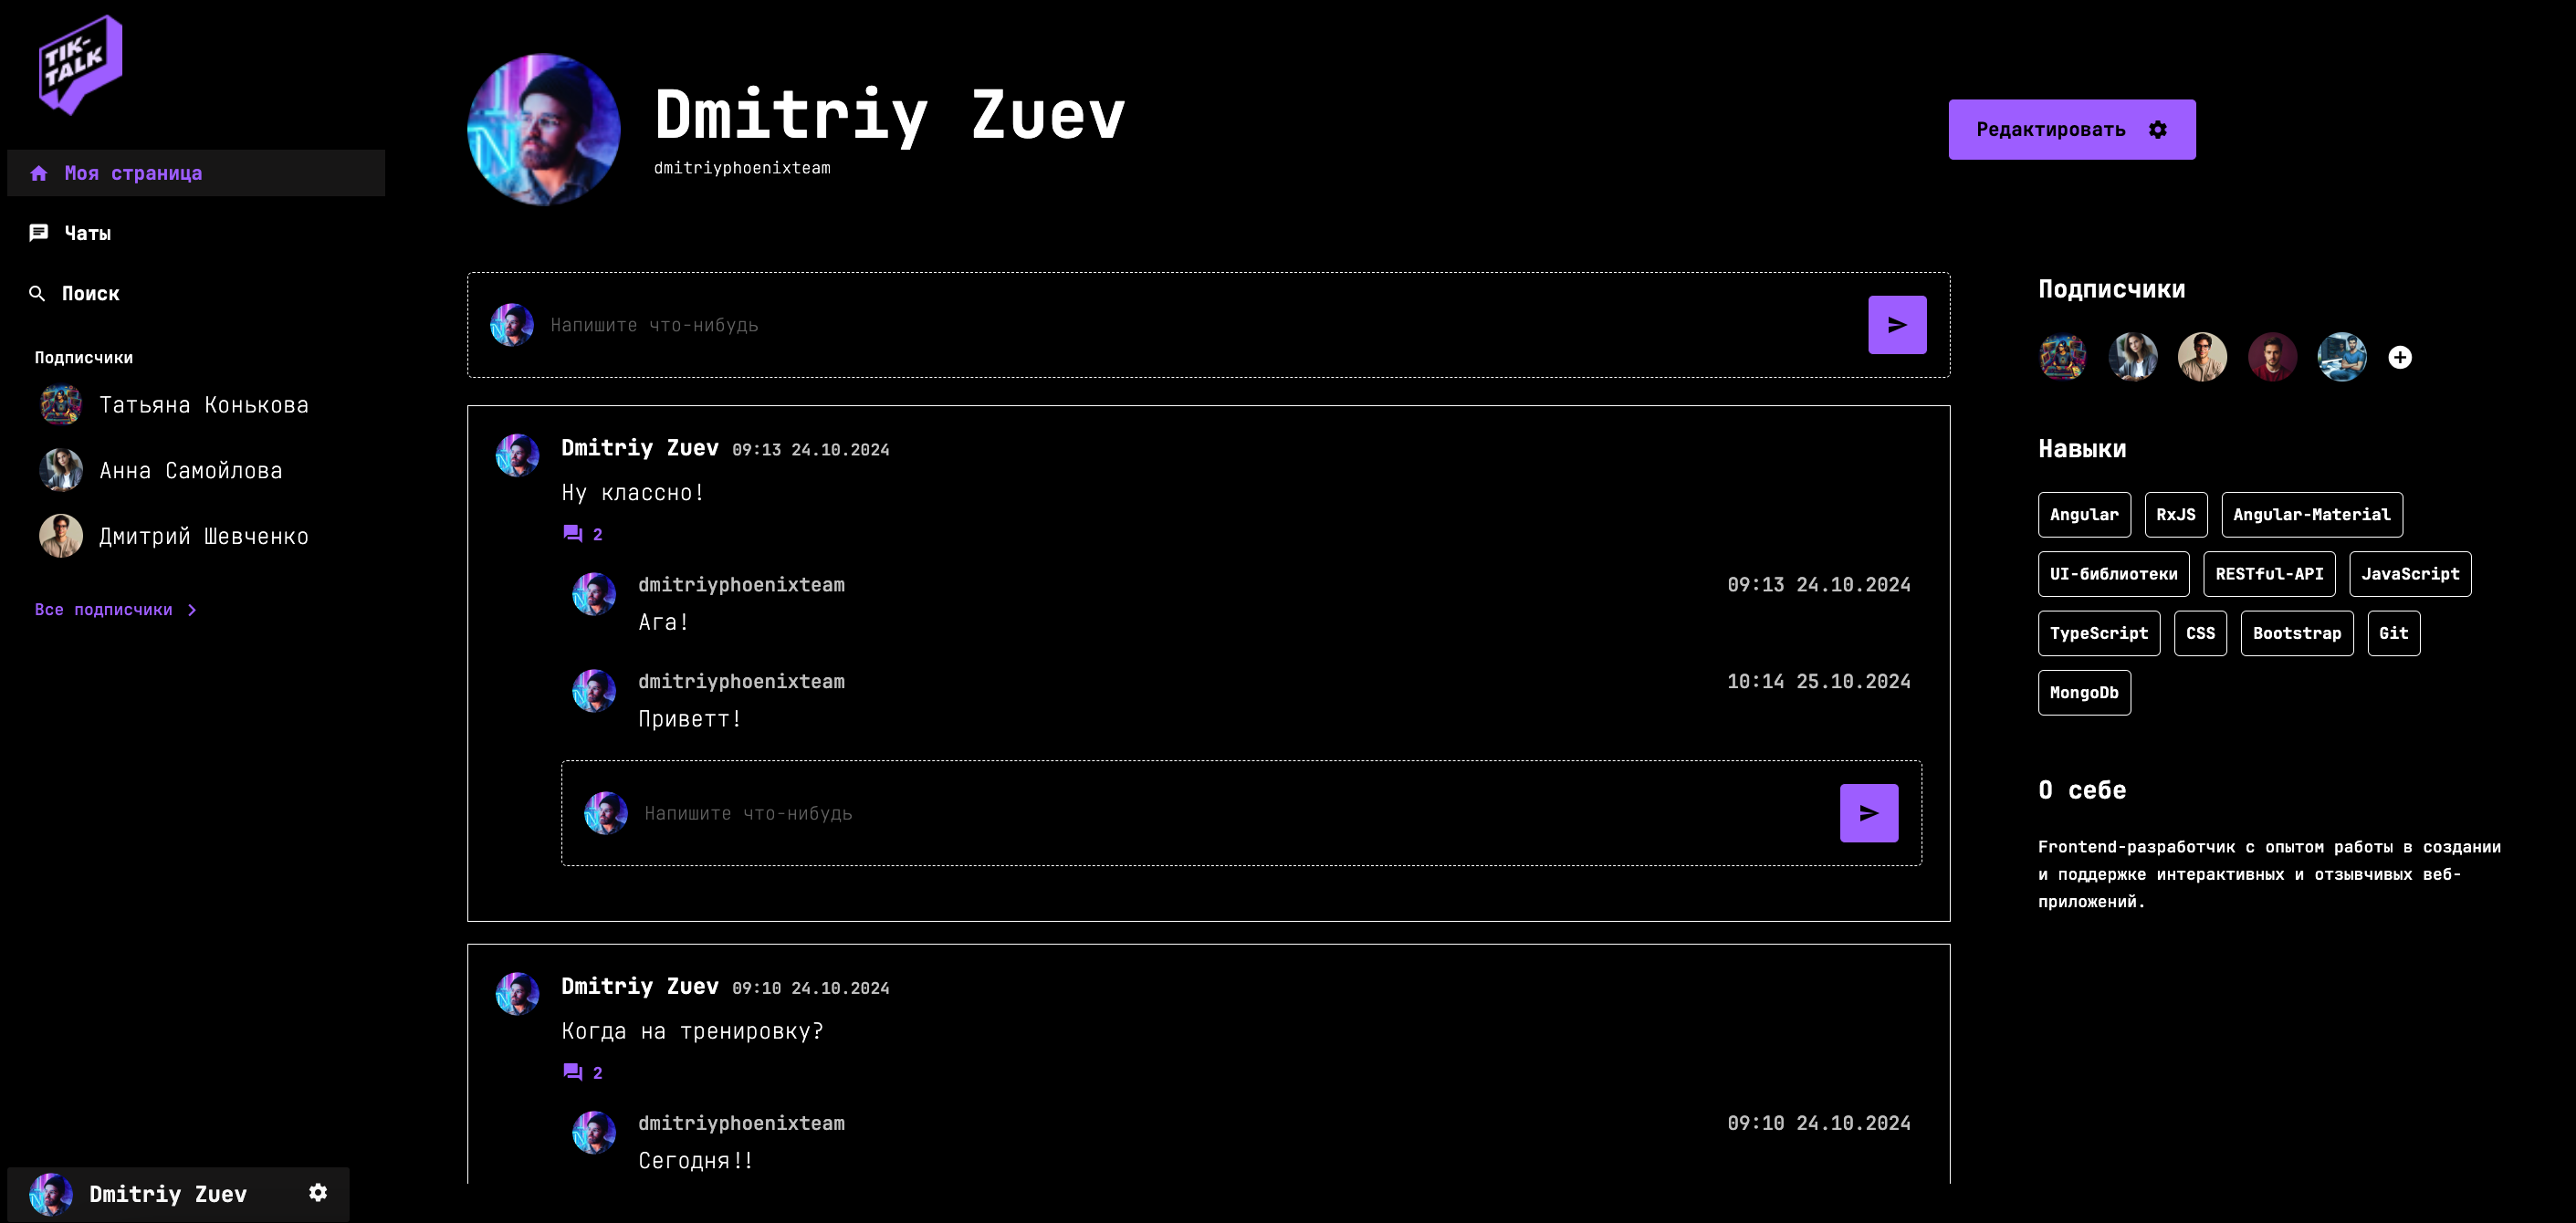 TIK-
TALK
Моя страница
Чаты
Поиск
Подписчики
Татьяна Конькова
Анна Самойлова
Дмитрий Шевченко
Все подписчики
Dmitriy Zuev
Dmitriy Zuev
dmitriyphoenixteam
Редактировать
Напишите что-нибудь
Dmitriy Zuev 09:13 24.10.2024
Ну классно!
2
dmitriyphoenixteam 09:13 24.10.2024
Ага!
dmitriyphoenixteam 10:14 25.10.2024
Приветт!
Напишите что-нибудь
Dmitriy Zuev 09:10 24.10.2024
Когда на тренировку?
2
dmitriyphoenixteam 09:10 24.10.2024
Сегодня!!
Подписчики
Навыки
Angular RxJS Angular-Material
UI-библиотеки RESTful-API JavaScript
TypeScript CSS Bootstrap Git
MongoDb
О себе
Frontend-разработчик с опытом работы в создании
и поддержке интерактивных и отзывчивых веб-
приложений.